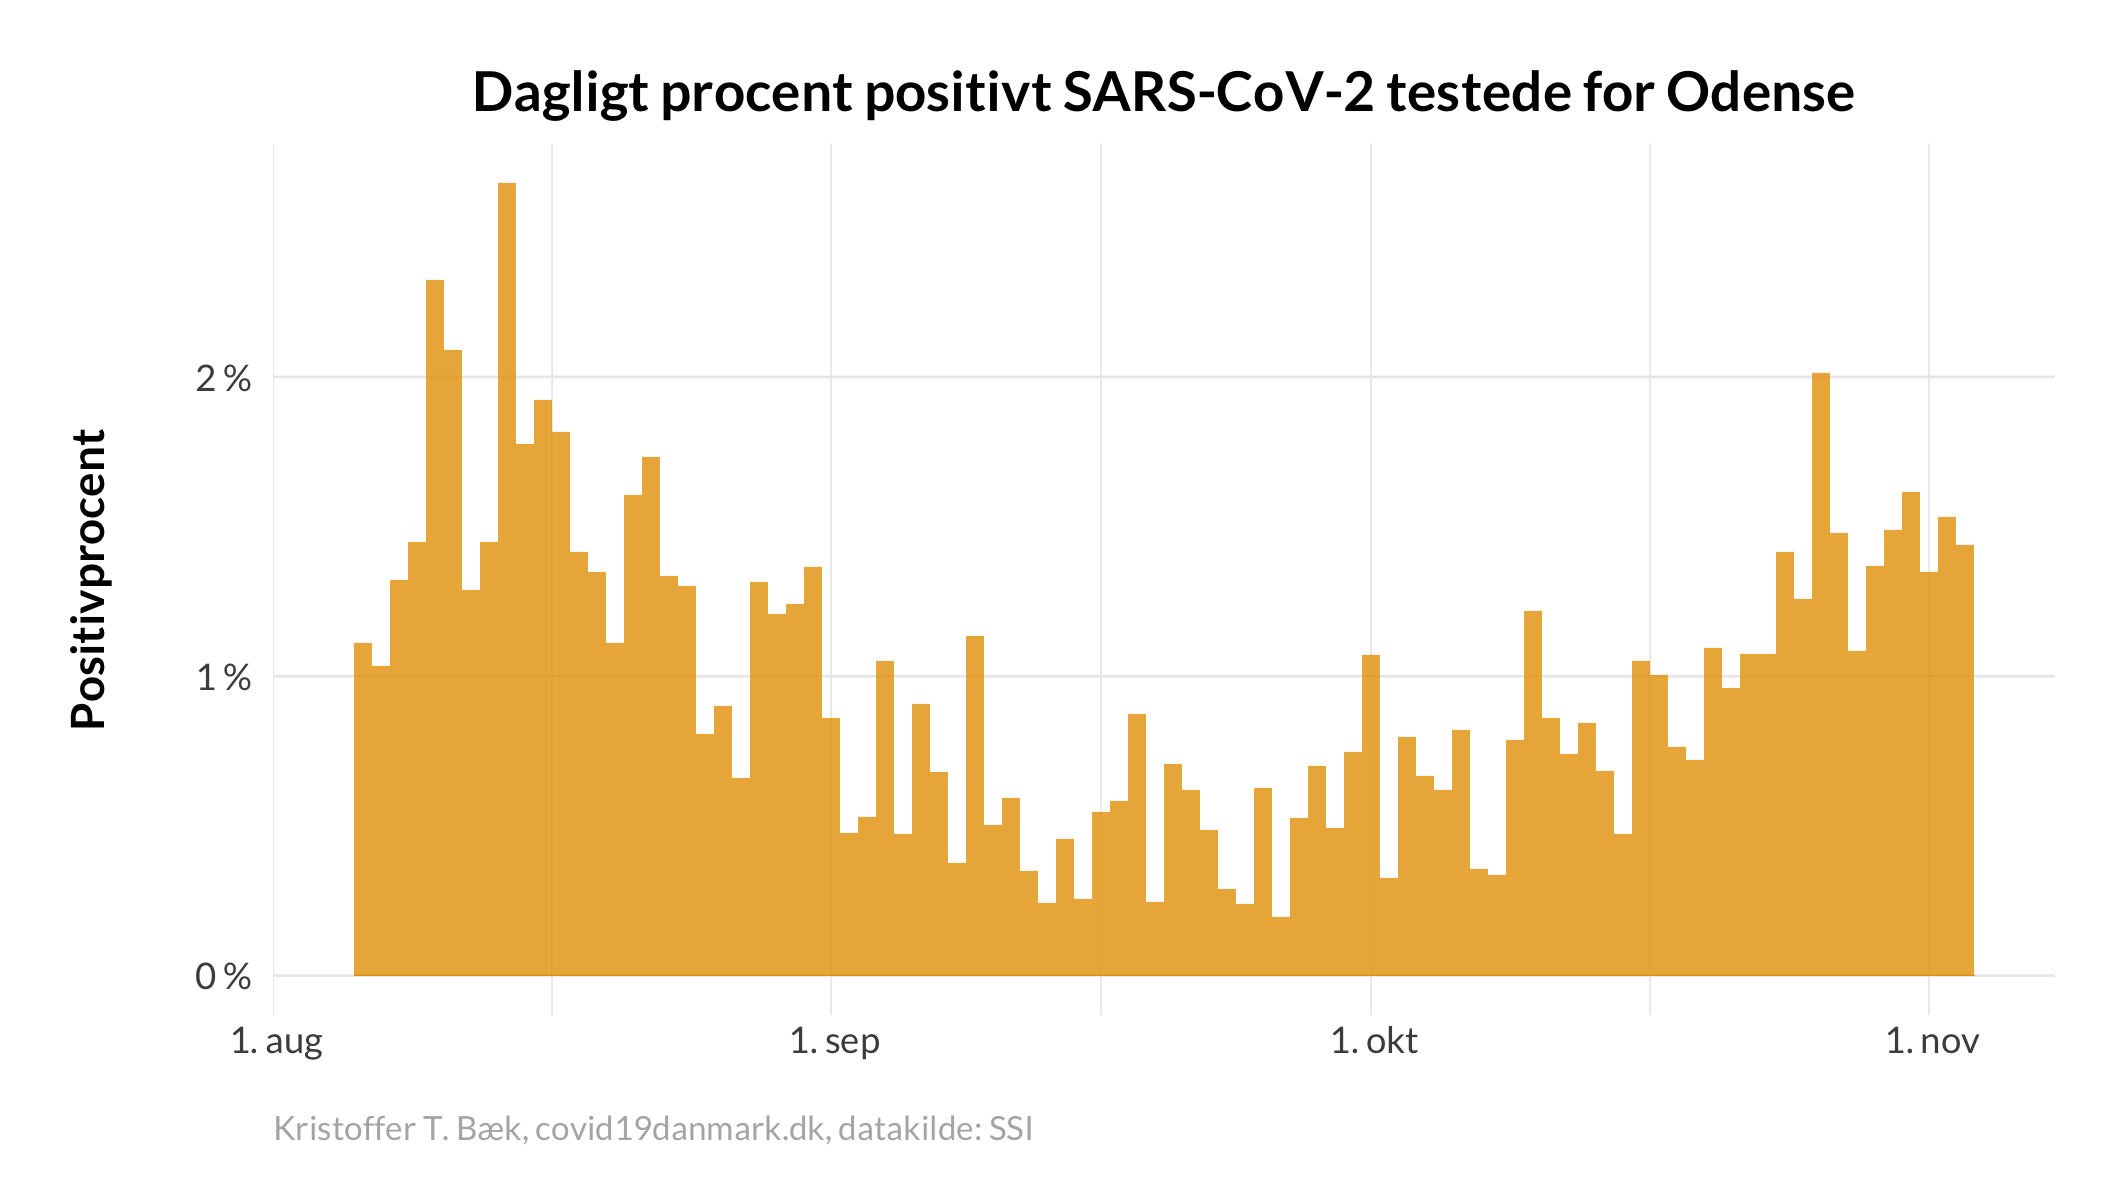 Dagligt procent positivt SARS-CoV-2 testede for Odense
Positivprocent
2 %
1 %
0 %
1. aug
1. sep
1. okt
1. nov
Kristoffer T. Bæk, covid19danmark.dk, datakilde: SSI